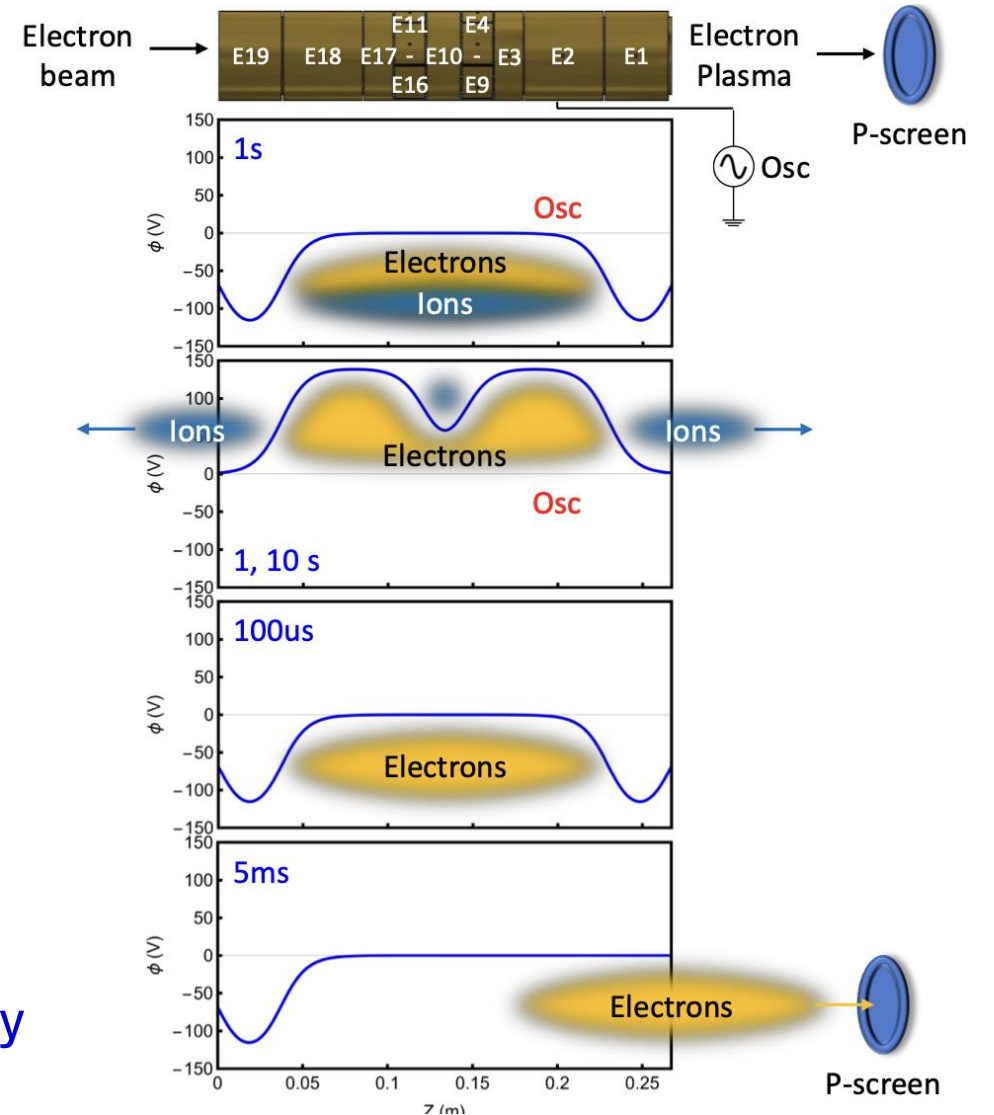 Electron
beam
E19
E18
E17
E11
-
E16
E10
E4
-
E9
E3
E2
E1
Electron
Plasma
P-screen
Osc
150
100
50
0
−50
−100
−150
ϕ (V)
1s
Osc
Electrons
Ions
150
100
50
0
−50
−100
−150
ϕ (V)
Ions
Ions
Electrons
Osc
1, 10 s
150
100
50
0
−50
−100
−150
ϕ (V)
100us
Electrons
150
100
50
0
−50
−100
−150
ϕ (V)
5ms
Electrons
y
P-screen
0
0.05
0.1
0.15
0.2
0.25
Z (m)